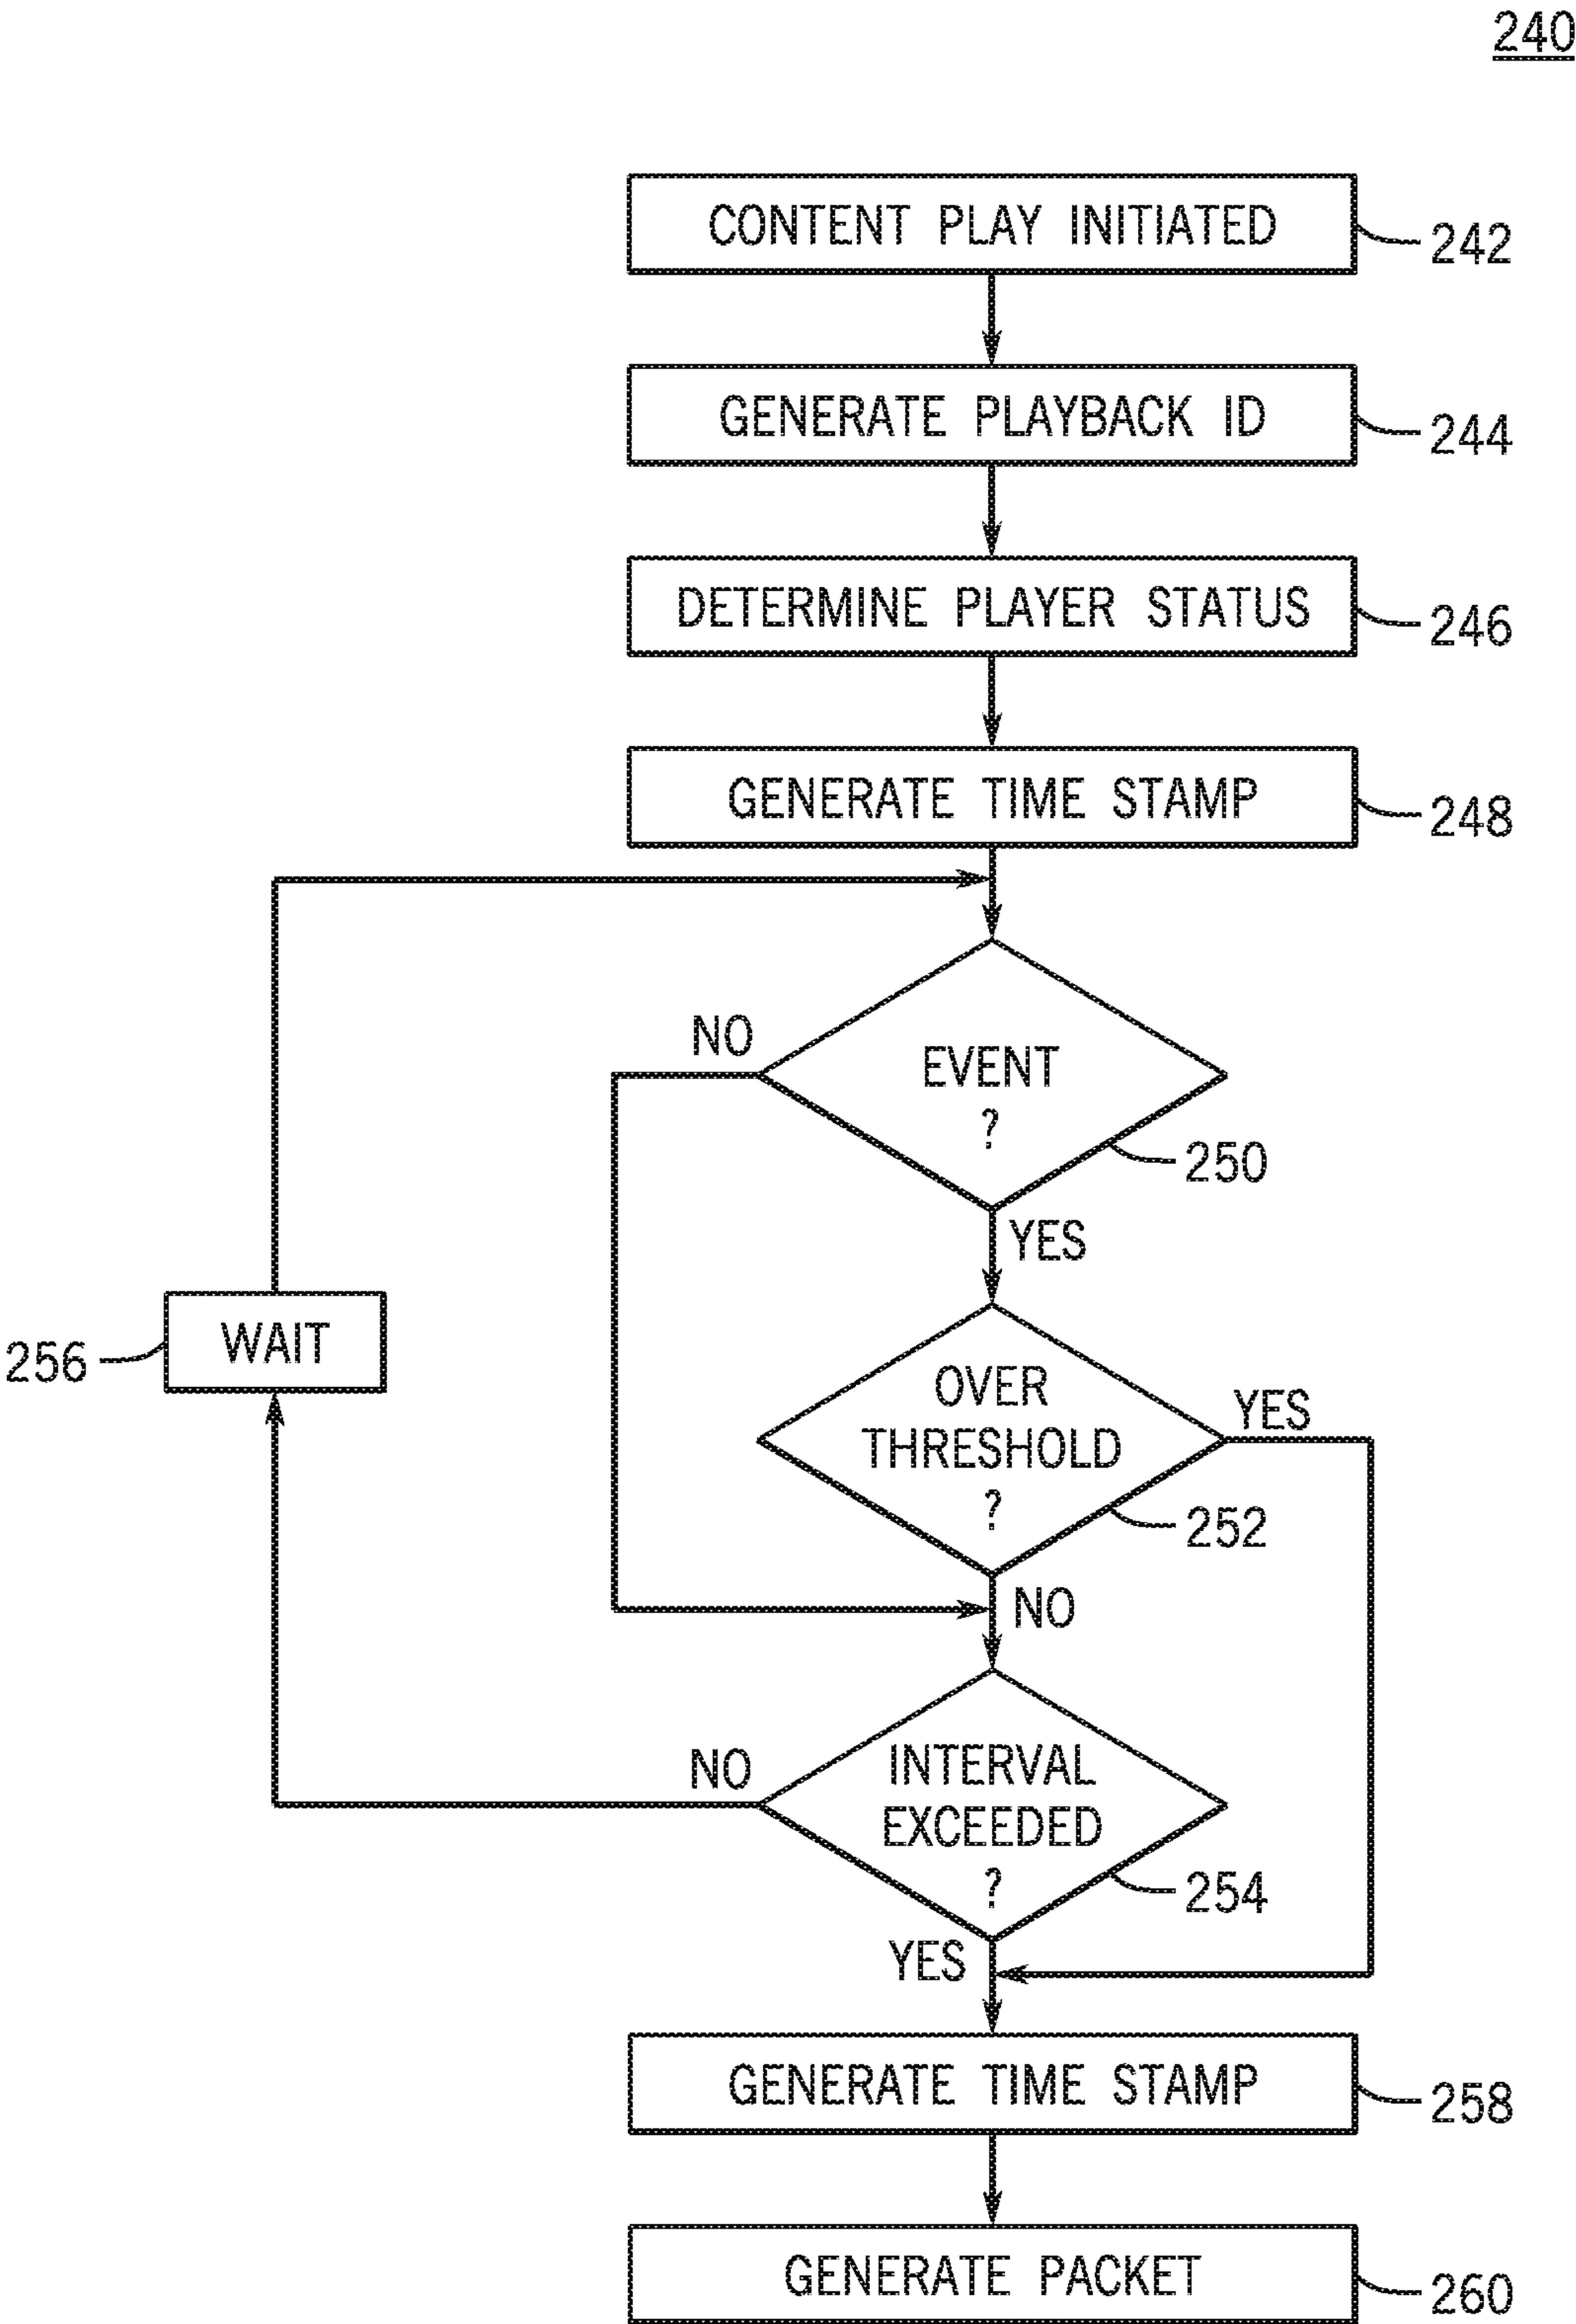 240
CONTENT PLAY INITIATED
242
GENERATE PLAYBACK ID
244
DETERMINE PLAYER STATUS
246
GENERATE TIME STAMP
248
NO
EVENT
?
250
YES
WAIT
256
OVER
THRESHOLD
?
YES
252
NO
NO
INTERVAL
EXCEEDED
?
254
YES
GENERATE TIME STAMP
258
GENERATE PACKET
260